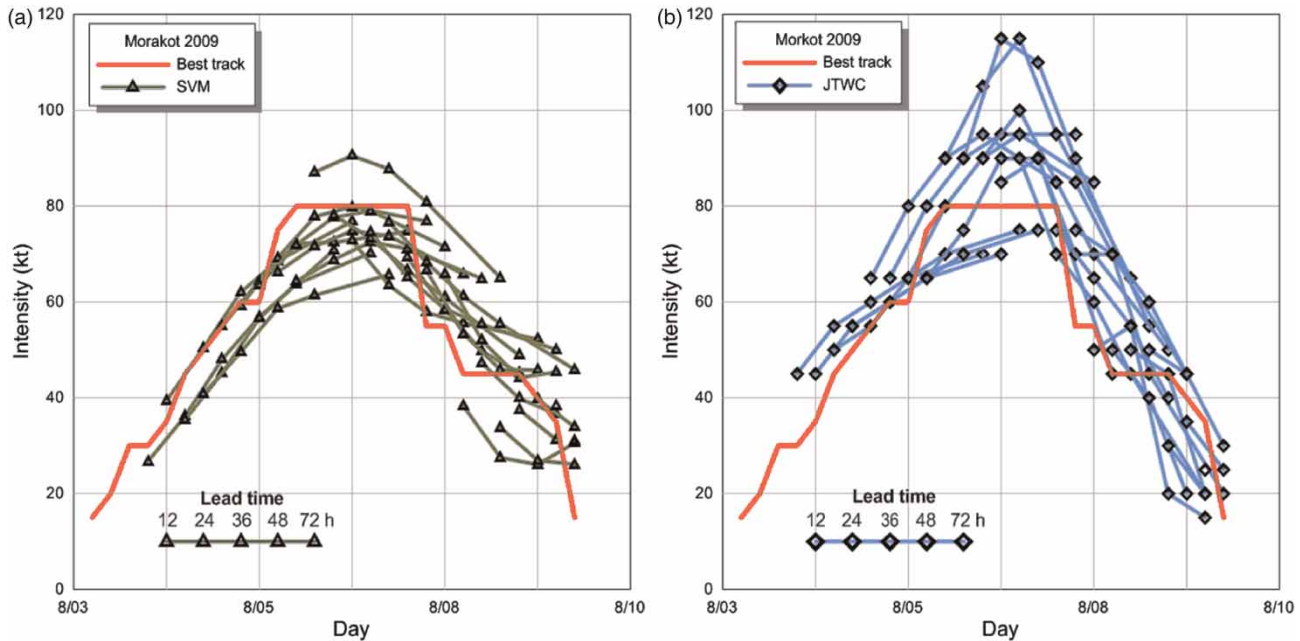 (a)
120
100
80
60
40
20
0
Intensity (kt)
Morakot 2009
Best track
SVM
Lead time
12 24 36 48 72 h
8/03 8/05 8/08 8/10
Day
(b)
120
100
80
60
40
20
0
Intensity (kt)
Morkot 2009
Best track
JTWC
Lead time
12 24 36 48 72 h
8/03 8/05 8/08 8/10
Day